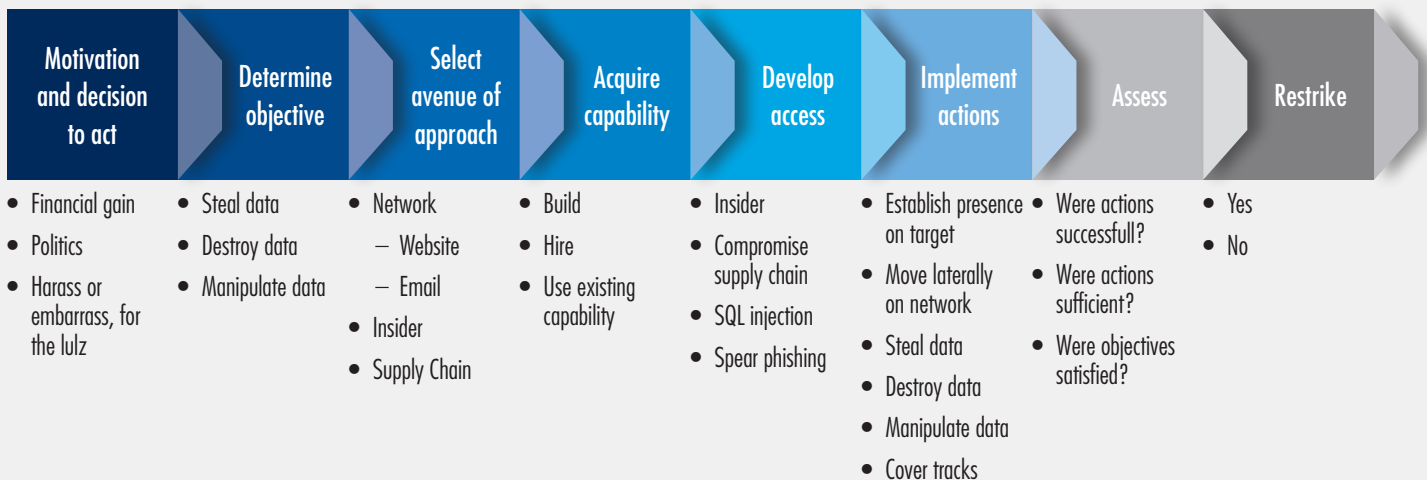 Motivation
and decision
to act
Determine
objective
Select
avenue of
approach
Acquire
capability
Develop
access
Implement
actions
Assess
Restrike
• Financial gain
• Politics
• Harass or
embarrass, for
the lulz
• Steal data
• Destroy data
• Manipulate data
• Network
– Website
– Email
• Insider
• Supply Chain
• Build
• Hire
• Use existing
capability
• Insider
• Compromise
supply chain
• SQL injection
• Spear phishing
• Establish presence
on target
• Move laterally
on network
• Steal data
• Destroy data
• Manipulate data
• Cover tracks
• Were actions
successfull?
• Were actions
sufficient?
• Were objectives
satisfied?
• Yes
• No